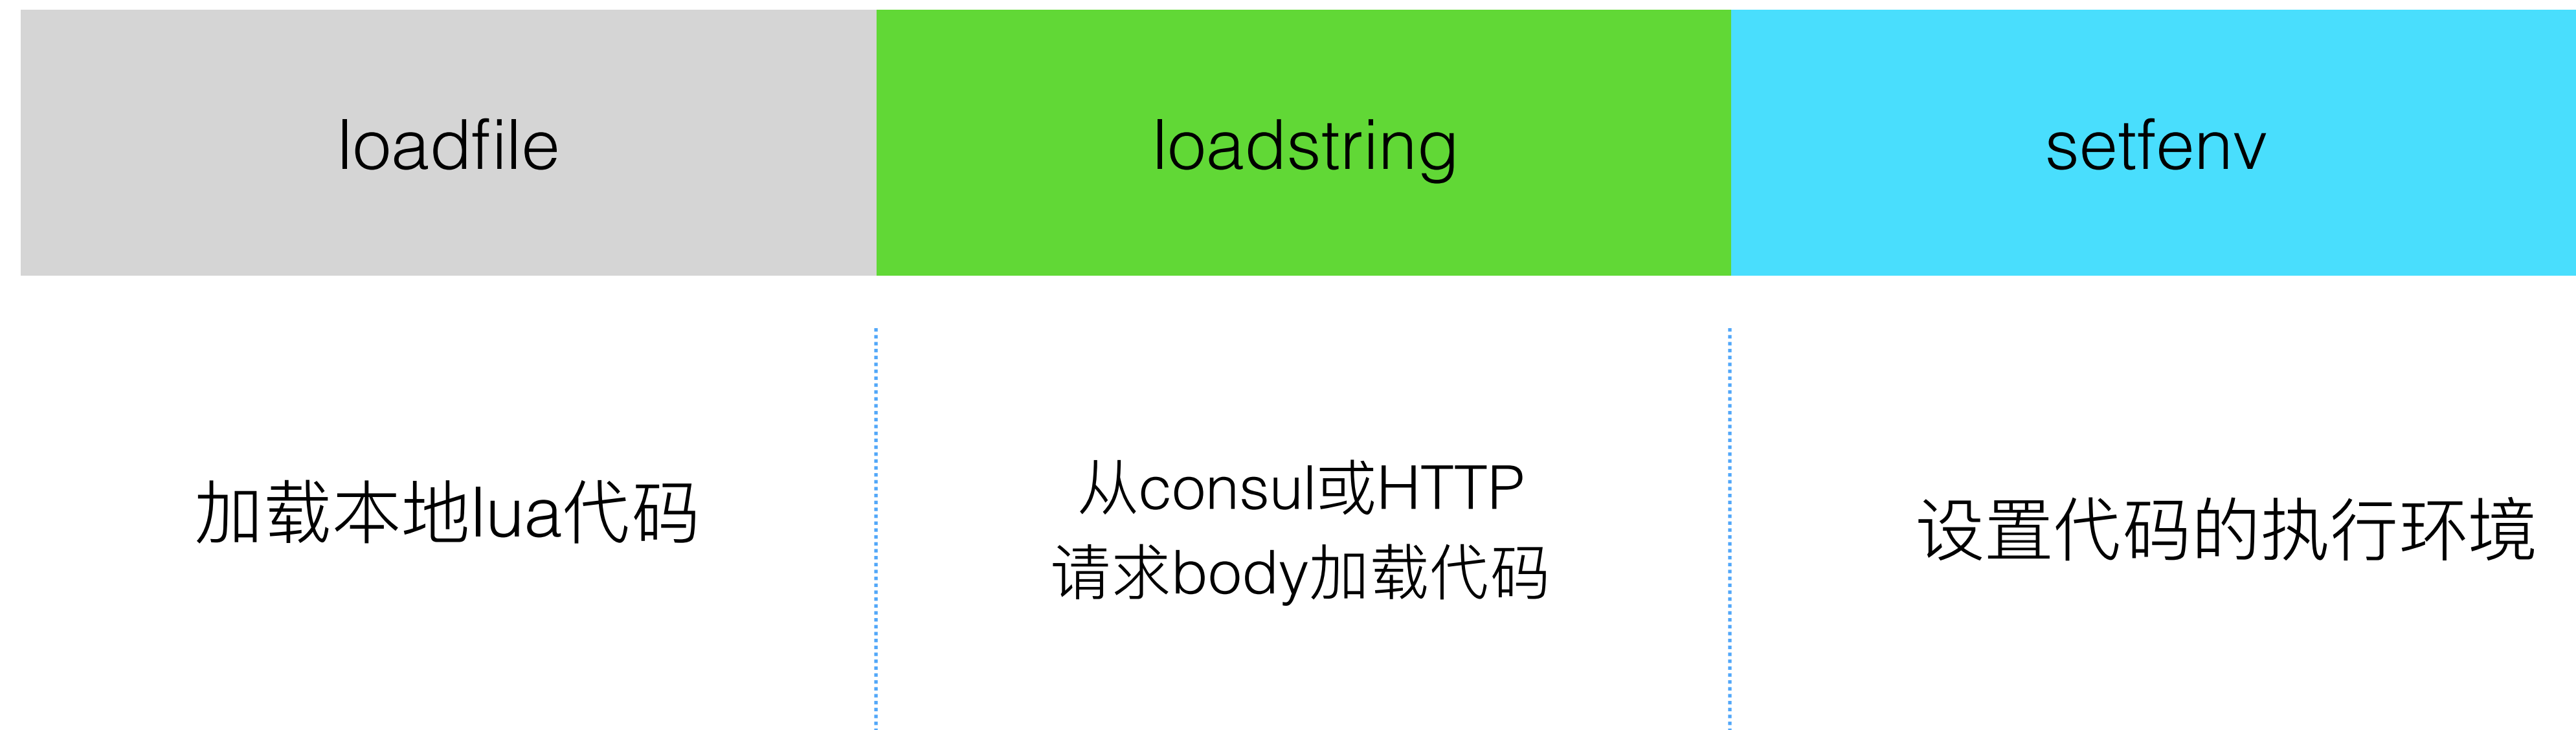 loadfile
loadstring
setfenv
加载本地lua代码
从consul或HTTP
请求body加载代码
设置代码的执行环境